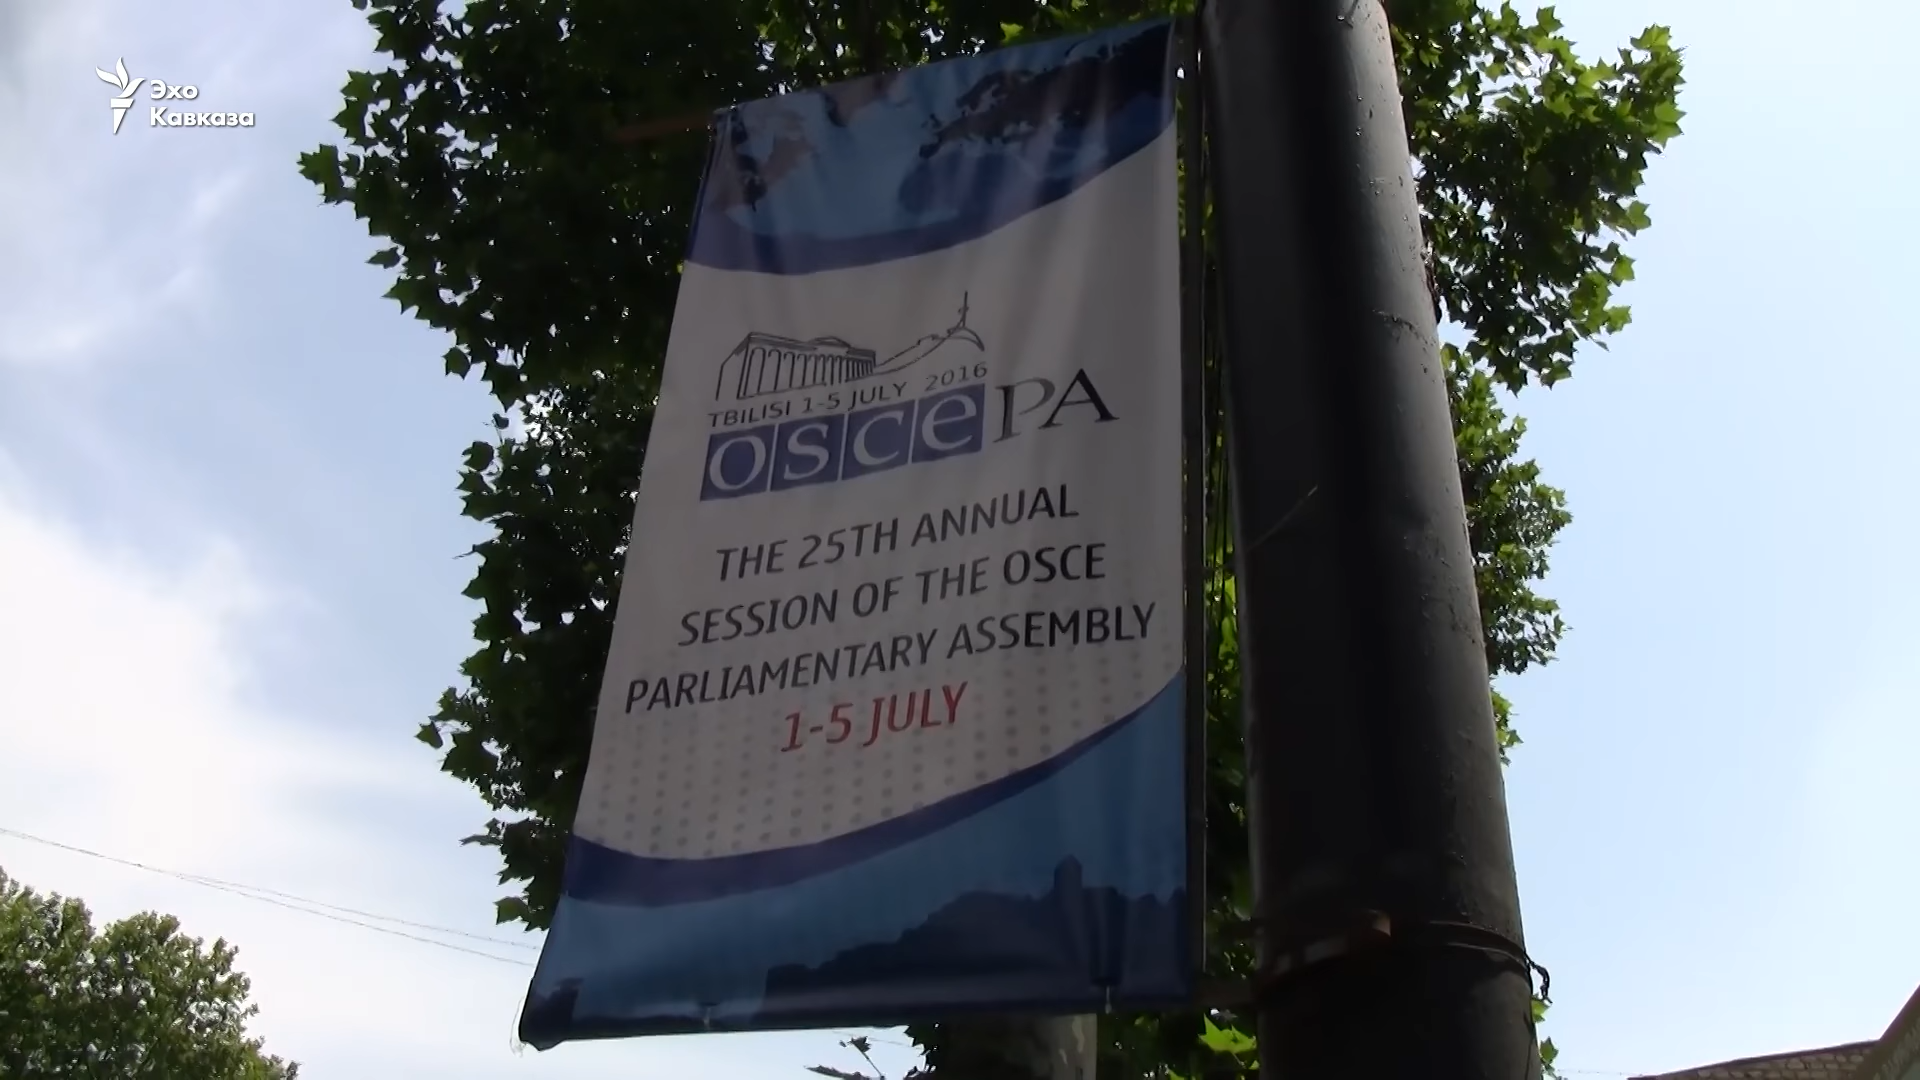 Эхо
Кавказа
TBILISI 1-5 JULY 2016
OSCE PA
THE 25TH ANNUAL
SESSION OF THE OSCE
PARLIAMENTARY ASSEMBLY
1-5 JULY